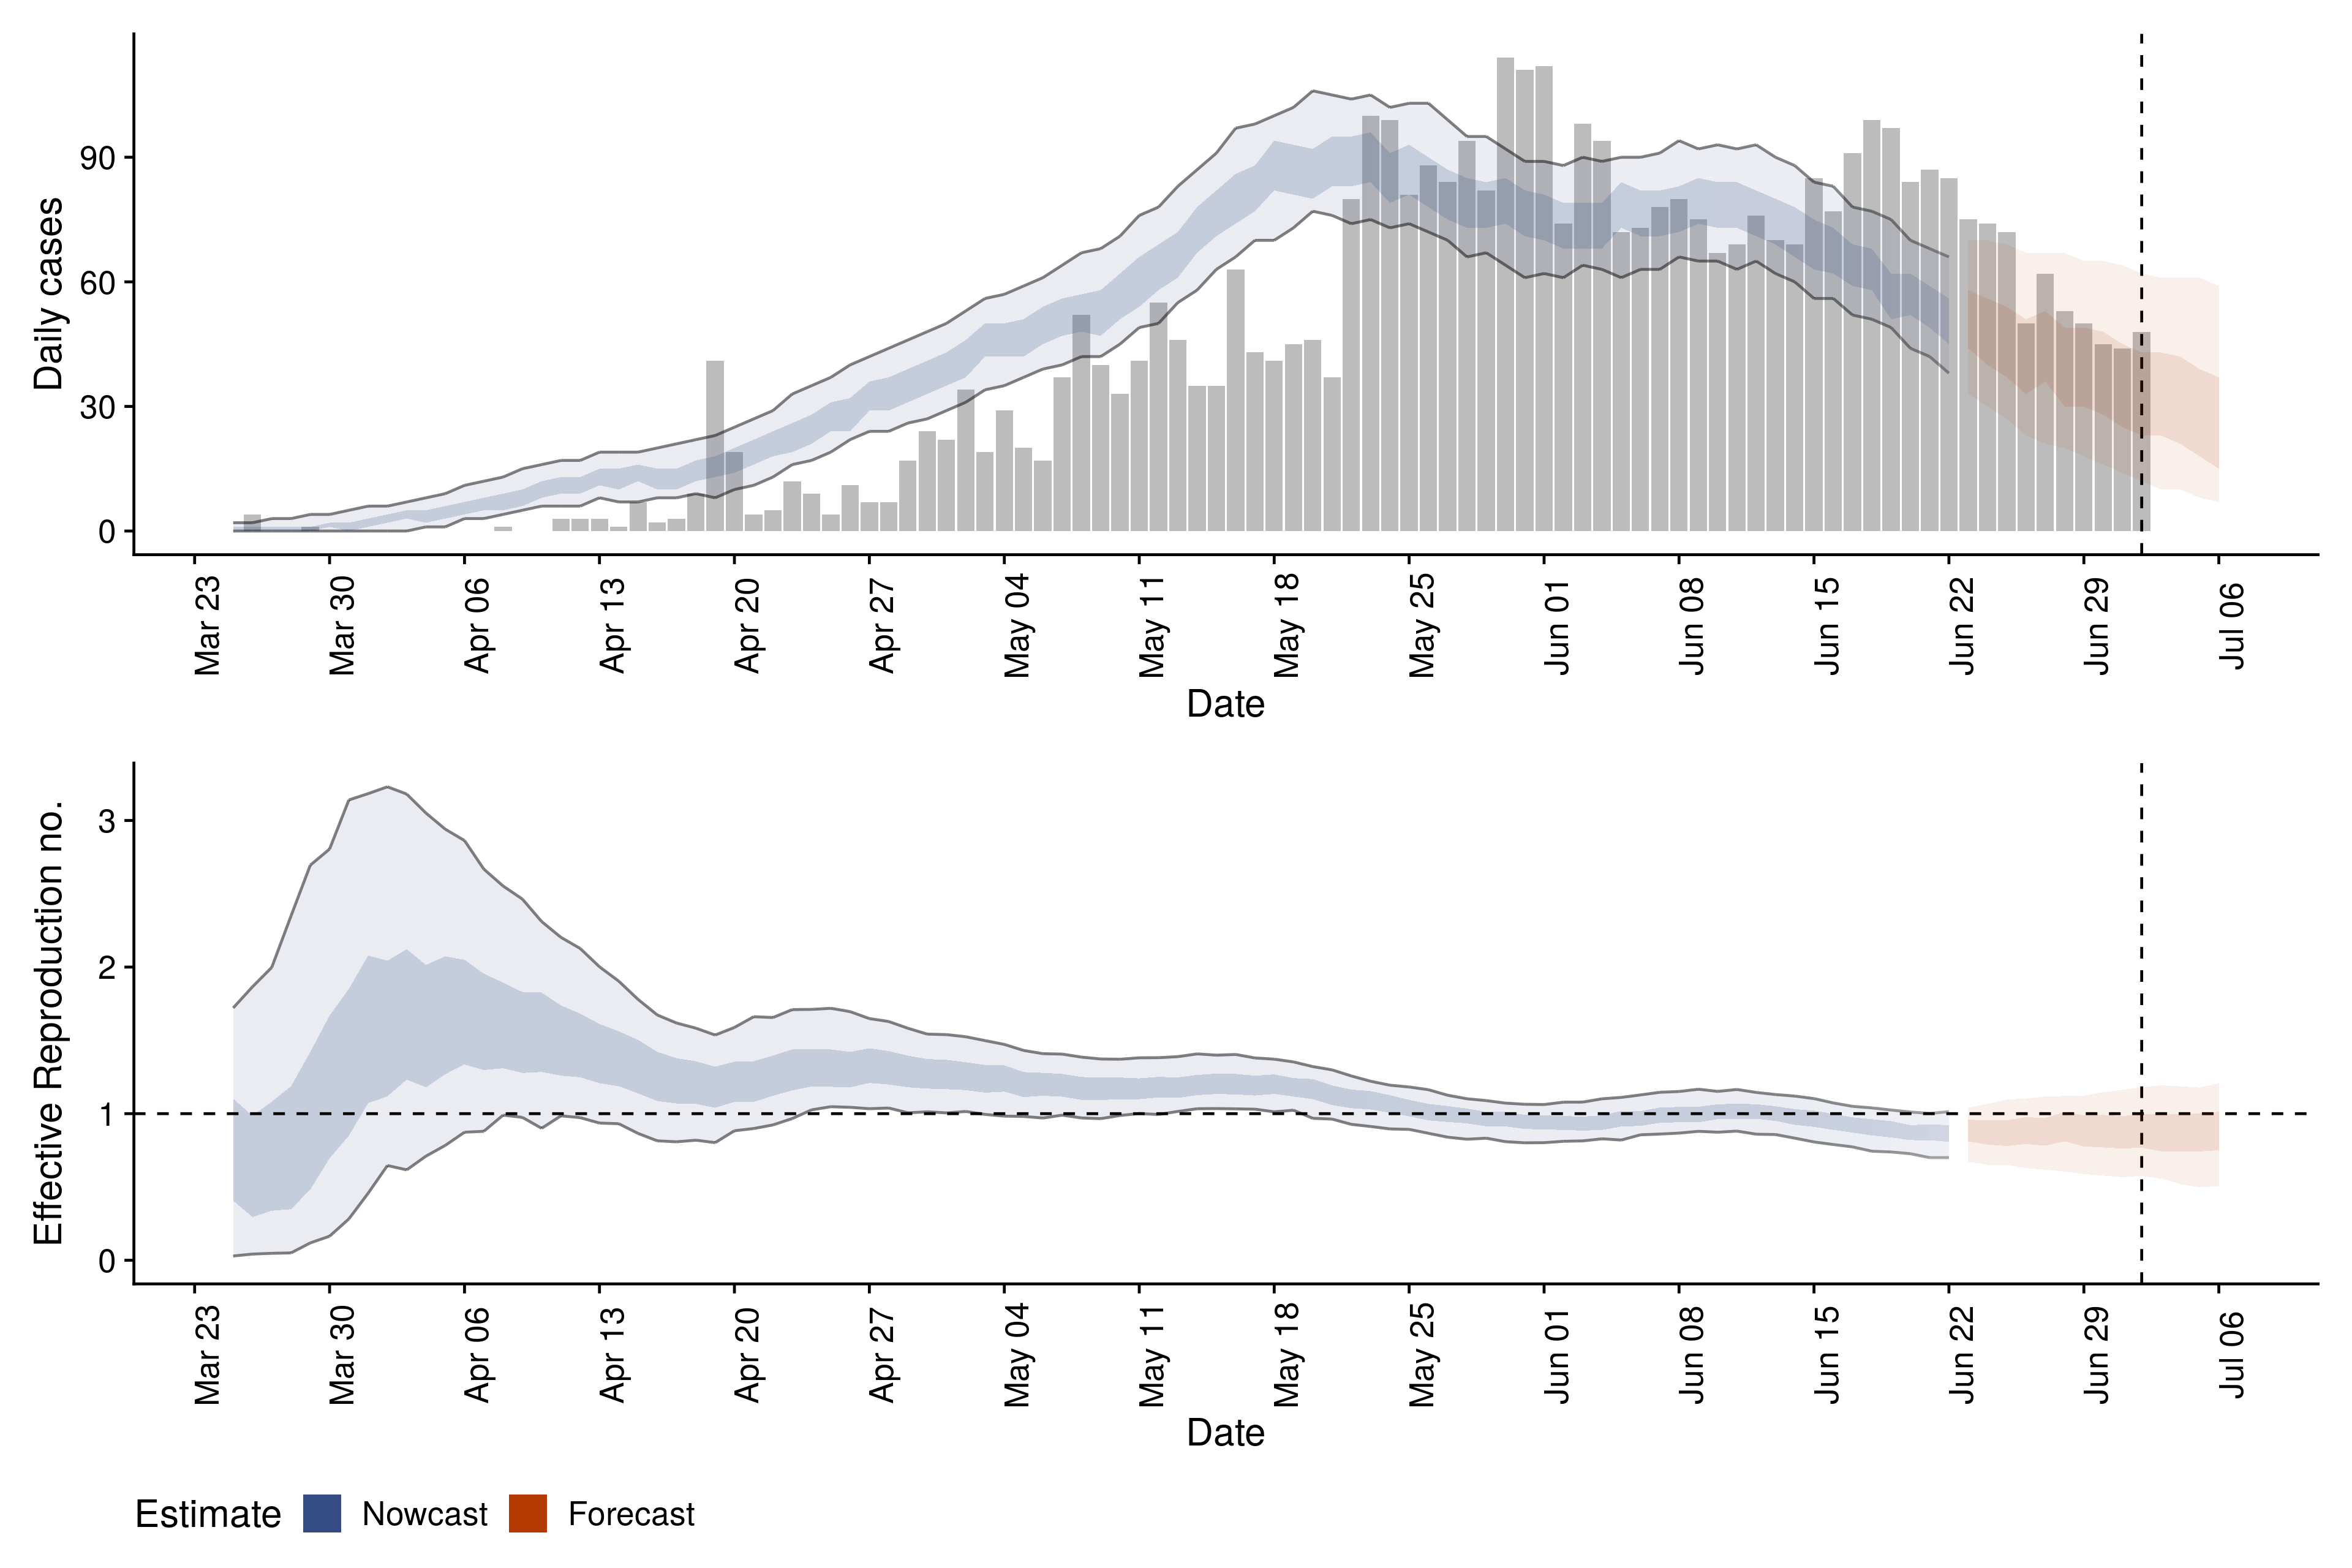 Daily cases
90
60
30
0
Mar 23
Mar 30
Apr 06
Apr 13
Apr 20
Apr 27
May 04
May 11
May 18
May 25
Jun 01
Jun 08
Jun 15
Jun 22
Jun 29
Jul 06
Date
Effective Reproduction no.
3
2
1
0
Mar 23
Mar 30
Apr 06
Apr 13
Apr 20
Apr 27
May 04
May 11
May 18
May 25
Jun 01
Jun 08
Jun 15
Jun 22
Jun 29
Jul 06
Date
Estimate Nowcast Forecast